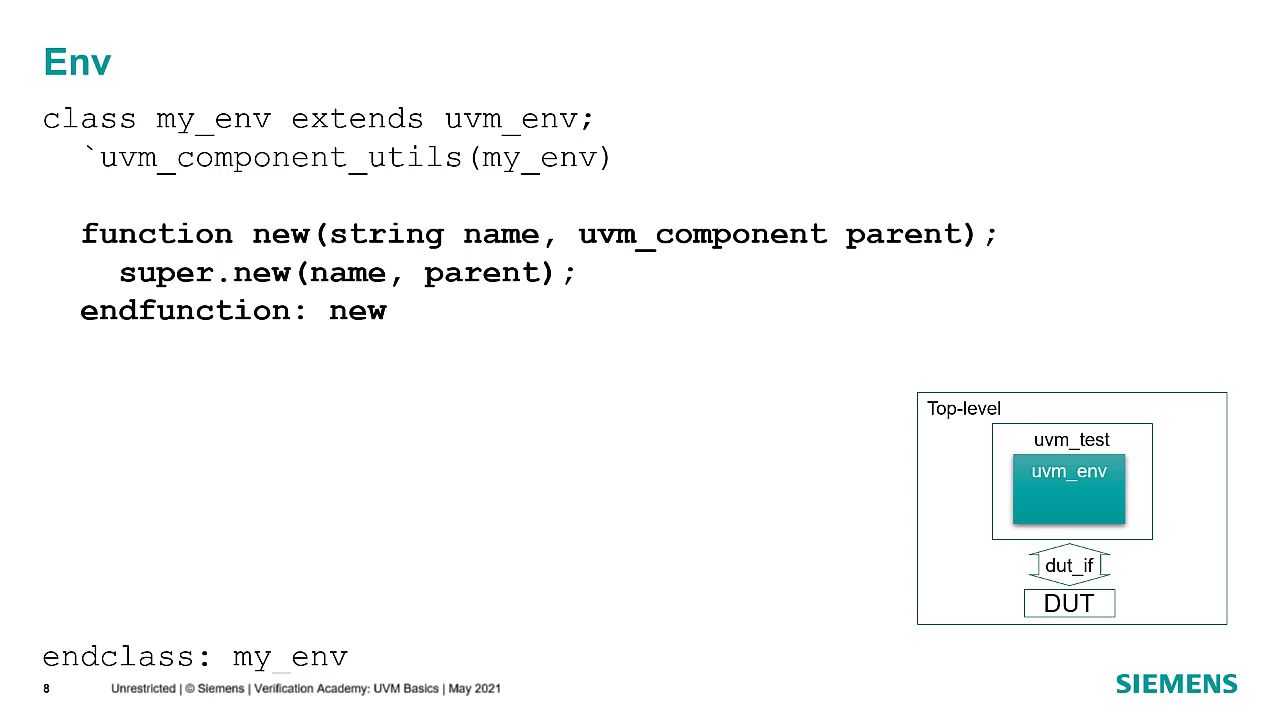 Env
class my_env extends uvm_env;
`uvm_component_utils(my_env)
function new(string name, uvm_component parent);
super.new(name, parent);
endfunction: new
Top-level
uvm_test
uvm_env
dut_if
DUT
endclass: my_env
8 Unrestricted | © Siemens | Verification Academy: UVM Basics | May 2021
SIEMENS